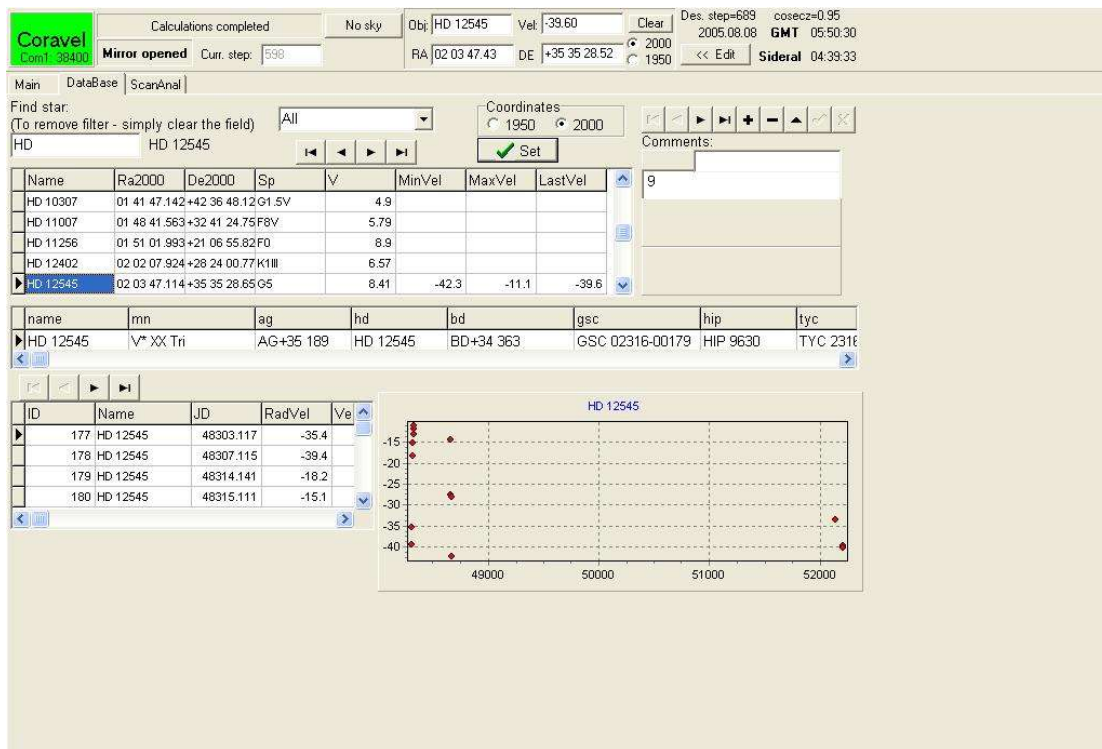 Coravel
Com1: 38400
Calculations completed
Mirror opened Curr. step: 598
No sky
Obj: HD 12545 Vel: -39.60 Clear
RA 02 03 47.43 DE +35 35 28.52
2000
1950
Des. step=689 cosecz=0.95
2005.08.08 GMT 05:50:30
<< Edit Sideral 04:39:33
Main DataBase ScanAnal
Find star:
(To remove filter - simply clear the field)
HD HD 12545
All
Coordinates
1950 2000
Set
Comments:
9
Name Ra2000 De2000 Sp V MinVel MaxVel LastVel
HD 10307 01 41 47.142 +42 36 48.12 G1.5V 4.9
HD 11007 01 48 41.563 +32 41 24.75 F8V 5.79
HD 11256 01 51 01.993 +21 06 55.82 F0 8.9
HD 12402 02 02 07.924 +28 24 00.77 K1III 6.57
HD 12545 02 03 47.114 +35 35 28.65 G5 8.41 -42.3 -11.1 -39.6
name mn ag hd bd gsc hip tyc
HD 12545 V* XX Tri AG+35 189 HD 12545 BD+34 363 GSC 02316-00179 HIP 9630 TYC 2316
ID Name JD RadVel Ve
177 HD 12545 48303.117 -35.4
178 HD 12545 48307.115 -39.4
179 HD 12545 48314.141 -18.2
180 HD 12545 48315.111 -15.1
HD 12545
-15
-20
-25
-30
-35
-40
49000 50000 51000 52000